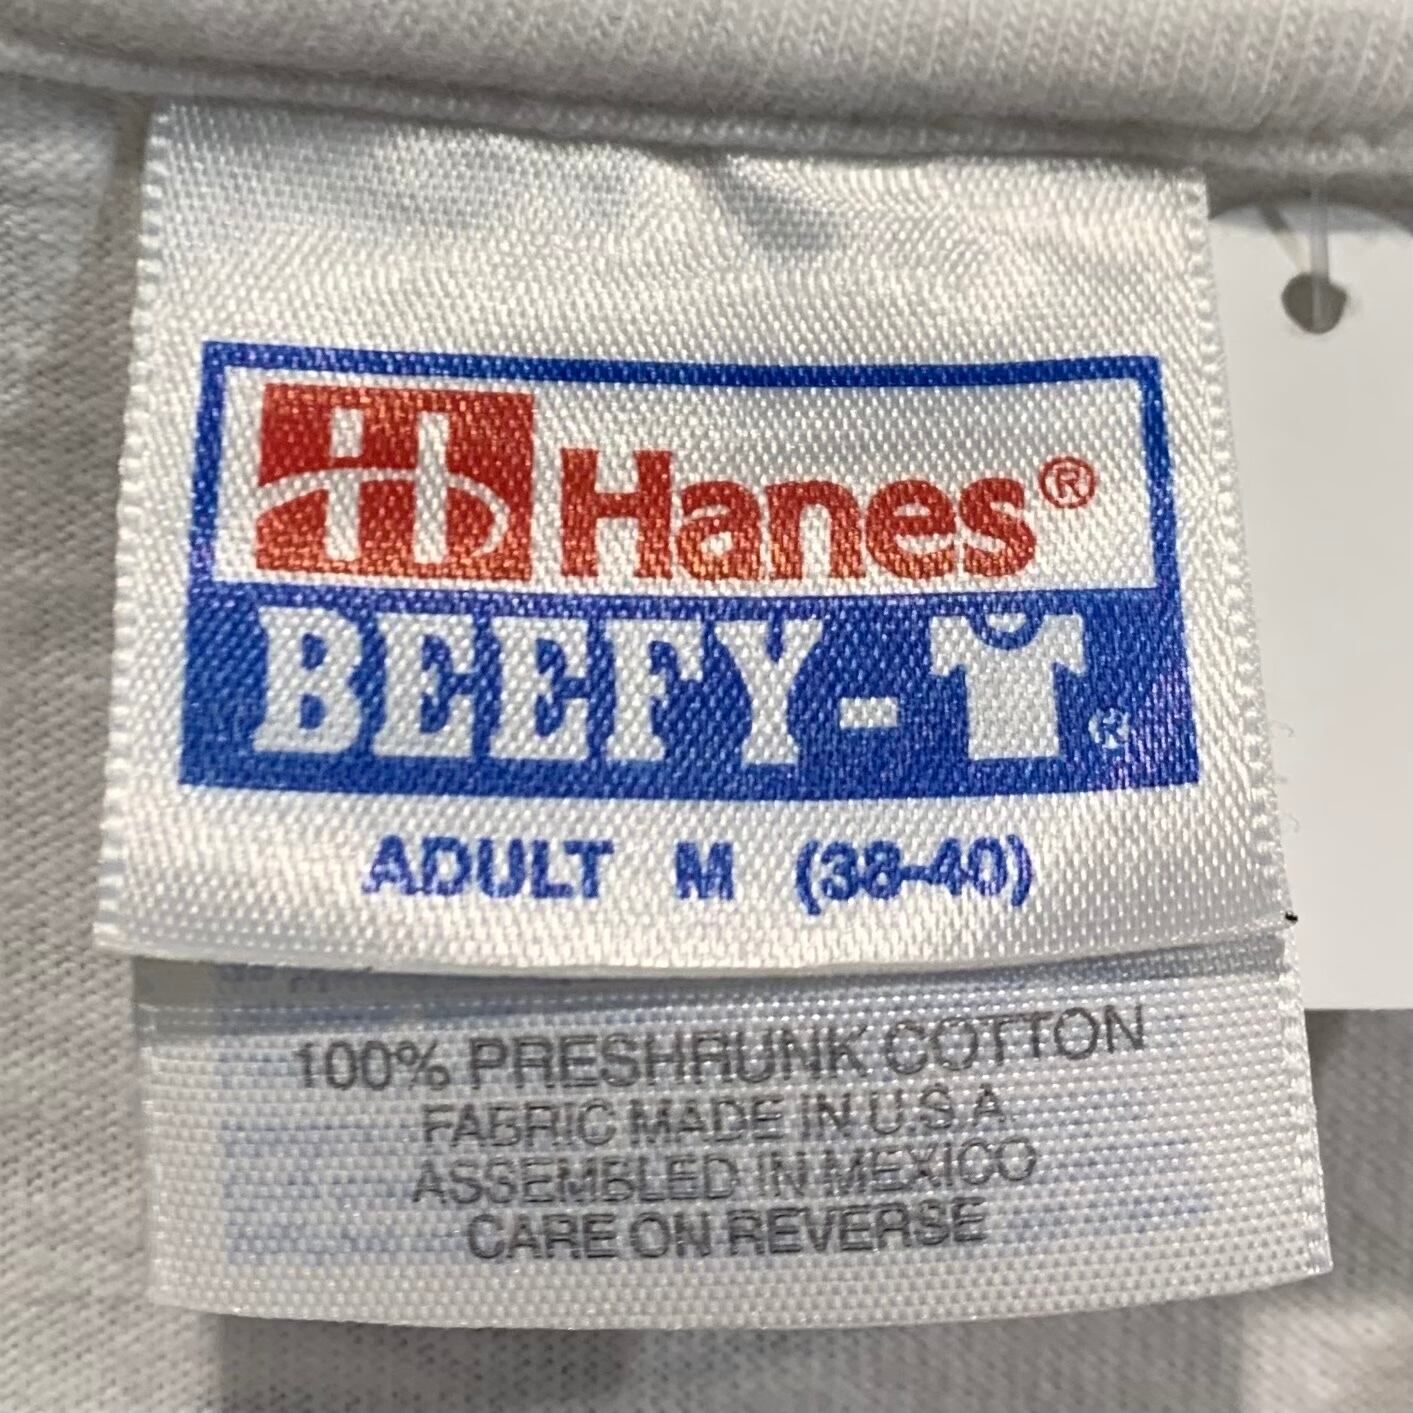 Hanes®
BEEFY-T®
ADULT M (38-40)
100% PRESHRUNK COTTON
FABRIC MADE IN U.S.A.
ASSEMBLED IN MEXICO
CARE ON REVERSE